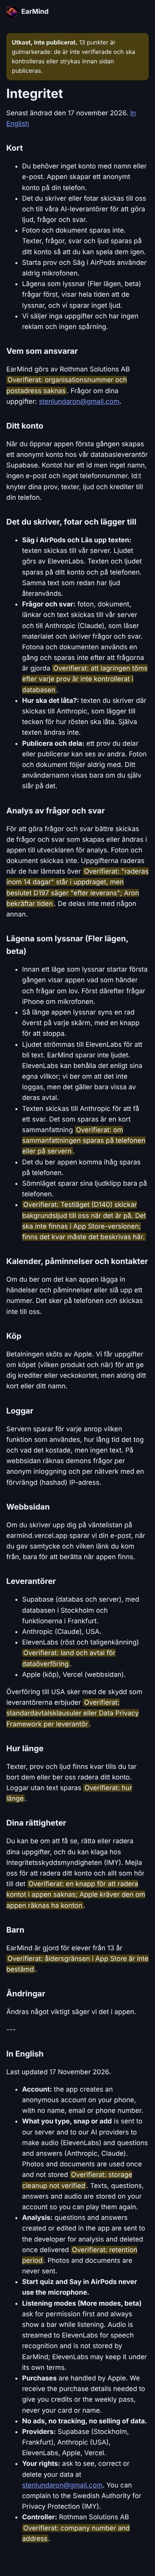 EarMind
Utkast, inte publicerat. 13 punkter är
gulmarkerade: de är inte verifierade och ska
kontrolleras eller strykas innan sidan
publiceras.
Integritet
Senast ändrad den 17 november 2026. In
English
Kort
• Du behöver inget konto med namn eller
e-post. Appen skapar ett anonymt
konto på din telefon.
• Det du skriver eller fotar skickas till oss
och till våra AI-leverantörer för att göra
ljud, frågor och svar.
• Foton och dokument sparas inte.
Texter, frågor, svar och ljud sparas på
ditt konto så att du kan spela dem igen.
• Starta prov och Säg i AirPods använder
aldrig mikrofonen.
• Lägena som lyssnar (Fler lägen, beta)
frågar först, visar hela tiden att de
lyssnar, och vi sparar inget ljud.
• Vi säljer inga uppgifter och har ingen
reklam och ingen spårning.
Vem som ansvarar
EarMind görs av Rothman Solutions AB
Overifierat: organisationsnummer och
postadress saknas. Frågor om dina
uppgifter: stenlundaron@gmail.com.
Ditt konto
När du öppnar appen första gången skapas
ett anonymt konto hos vår databasleverantör
Supabase. Kontot har ett id men inget namn,
ingen e-post och inget telefonnummer. Id:t
knyter dina prov, texter, ljud och krediter till
din telefon.
Det du skriver, fotar och lägger till
• Säg i AirPods och Läs upp texten:
texten skickas till vår server. Ljudet
görs av ElevenLabs. Texten och ljudet
sparas på ditt konto och på telefonen.
Samma text som redan har ljud
återanvänds.
• Frågor och svar: foton, dokument,
länkar och text skickas till vår server
och till Anthropic (Claude), som läser
materialet och skriver frågor och svar.
Fotona och dokumenten används en
gång och sparas inte efter att frågorna
är gjorda Overifierat: att lagringen töms
efter varje prov är inte kontrollerat i
databasen.
• Hur ska det låta?: texten du skriver där
skickas till Anthropic, som lägger till
tecken för hur rösten ska låta. Själva
texten ändras inte.
• Publicera och dela: ett prov du delar
eller publicerar kan ses av andra. Foton
och dokument följer aldrig med. Ditt
användarnamn visas bara om du själv
slår på det.
Analys av frågor och svar
För att göra frågor och svar bättre skickas
de frågor och svar som skapas eller ändras i
appen till utvecklaren för analys. Foton och
dokument skickas inte. Uppgifterna raderas
när de har lämnats över Overifierat: "raderas
inom 14 dagar" står i uppdraget, men
beslutet D197 säger "efter leverans"; Aron
bekräftar tiden. De delas inte med någon
annan.
Lägena som lyssnar (Fler lägen,
beta)
• Innan ett läge som lyssnar startar första
gången visar appen vad som händer
och frågar om lov. Först därefter frågar
iPhone om mikrofonen.
• Så länge appen lyssnar syns en rad
överst på varje skärm, med en knapp
för att stoppa.
• Ljudet strömmas till ElevenLabs för att
bli text. EarMind sparar inte ljudet.
ElevenLabs kan behålla det enligt sina
egna villkor; vi ber om att det inte
loggas, men det gäller bara vissa av
deras avtal.
• Texten skickas till Anthropic för att få
ett svar. Det som sparas är en kort
sammanfattning Overifierat: om
sammanfattningen sparas på telefonen
eller på servern.
• Det du ber appen komma ihåg sparas
på telefonen.
• Sömnläget sparar sina ljudklipp bara på
telefonen.
• Overifierat: Testläget (D140) skickar
bakgrundsljud till oss när det är på. Det
ska inte finnas i App Store-versionen;
finns det kvar måste det beskrivas här.
Kalender, påminnelser och kontakter
Om du ber om det kan appen lägga in
händelser och påminnelser eller slå upp ett
nummer. Det sker på telefonen och skickas
inte till oss.
Köp
Betalningen sköts av Apple. Vi får uppgifter
om köpet (vilken produkt och när) för att ge
dig krediter eller veckokortet, men aldrig ditt
kort eller ditt namn.
Loggar
Servern sparar för varje anrop vilken
funktion som användes, hur lång tid det tog
och vad det kostade, men ingen text. På
webbsidan räknas demons frågor per
anonym inloggning och per nätverk med en
förvrängd (hashad) IP-adress.
Webbsidan
Om du skriver upp dig på väntelistan på
earmind.vercel.app sparar vi din e-post, när
du gav samtycke och vilken länk du kom
från, bara för att berätta när appen finns.
Leverantörer
• Supabase (databas och server), med
databasen i Stockholm och
funktionerna i Frankfurt.
• Anthropic (Claude), USA.
• ElevenLabs (röst och taligenkänning)
Overifierat: land och avtal för
dataöverföring.
• Apple (köp), Vercel (webbsidan).
Överföring till USA sker med de skydd som
leverantörerna erbjuder Overifierat:
standardavtalsklausuler eller Data Privacy
Framework per leverantör.
Hur länge
Texter, prov och ljud finns kvar tills du tar
bort dem eller ber oss radera ditt konto.
Loggar utan text sparas Overifierat: hur
länge.
Dina rättigheter
Du kan be om att få se, rätta eller radera
dina uppgifter, och du kan klaga hos
Integritetsskyddsmyndigheten (IMY). Mejla
oss för att radera ditt konto och allt som hör
till det Overifierat: en knapp för att radera
kontot i appen saknas; Apple kräver den om
appen räknas ha konton.
Barn
EarMind är gjord för elever från 13 år
Overifierat: åldersgränsen i App Store är inte
bestämd.
Ändringar
Ändras något viktigt säger vi det i appen.
---
In English
Last updated 17 November 2026.
• Account: the app creates an
anonymous account on your phone,
with no name, email or phone number.
• What you type, snap or add is sent to
our server and to our AI providers to
make audio (ElevenLabs) and questions
and answers (Anthropic, Claude).
Photos and documents are used once
and not stored Overifierat: storage
cleanup not verified. Texts, questions,
answers and audio are stored on your
account so you can play them again.
• Analysis: questions and answers
created or edited in the app are sent to
the developer for analysis and deleted
once delivered Overifierat: retention
period. Photos and documents are
never sent.
• Start quiz and Say in AirPods never
use the microphone.
• Listening modes (More modes, beta)
ask for permission first and always
show a bar while listening. Audio is
streamed to ElevenLabs for speech
recognition and is not stored by
EarMind; ElevenLabs may keep it under
its own terms.
• Purchases are handled by Apple. We
receive the purchase details needed to
give you credits or the weekly pass,
never your card or name.
• No ads, no tracking, no selling of data.
• Providers: Supabase (Stockholm,
Frankfurt), Anthropic (USA),
ElevenLabs, Apple, Vercel.
• Your rights: ask to see, correct or
delete your data at
stenlundaron@gmail.com. You can
complain to the Swedish Authority for
Privacy Protection (IMY).
• Controller: Rothman Solutions AB
Overifierat: company number and
address.